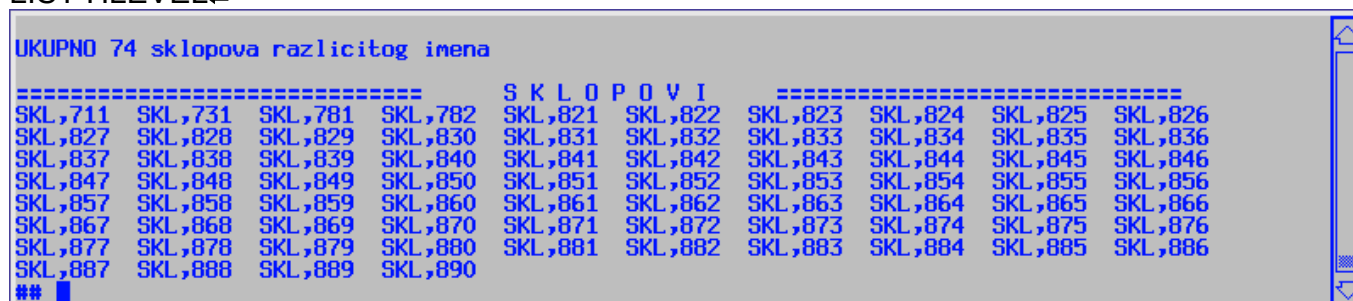 UKUPNO 74 sklopova razlicitog imena
============================== S K L O P O V I ==============================
SKL,711 SKL,731 SKL,781 SKL,782 SKL,821 SKL,822 SKL,823 SKL,824 SKL,825 SKL,826
SKL,827 SKL,828 SKL,829 SKL,830 SKL,831 SKL,832 SKL,833 SKL,834 SKL,835 SKL,836
SKL,837 SKL,838 SKL,839 SKL,840 SKL,841 SKL,842 SKL,843 SKL,844 SKL,845 SKL,846
SKL,847 SKL,848 SKL,849 SKL,850 SKL,851 SKL,852 SKL,853 SKL,854 SKL,855 SKL,856
SKL,857 SKL,858 SKL,859 SKL,860 SKL,861 SKL,862 SKL,863 SKL,864 SKL,865 SKL,866
SKL,867 SKL,868 SKL,869 SKL,870 SKL,871 SKL,872 SKL,873 SKL,874 SKL,875 SKL,876
SKL,877 SKL,878 SKL,879 SKL,880 SKL,881 SKL,882 SKL,883 SKL,884 SKL,885 SKL,886
SKL,887 SKL,888 SKL,889 SKL,890
##